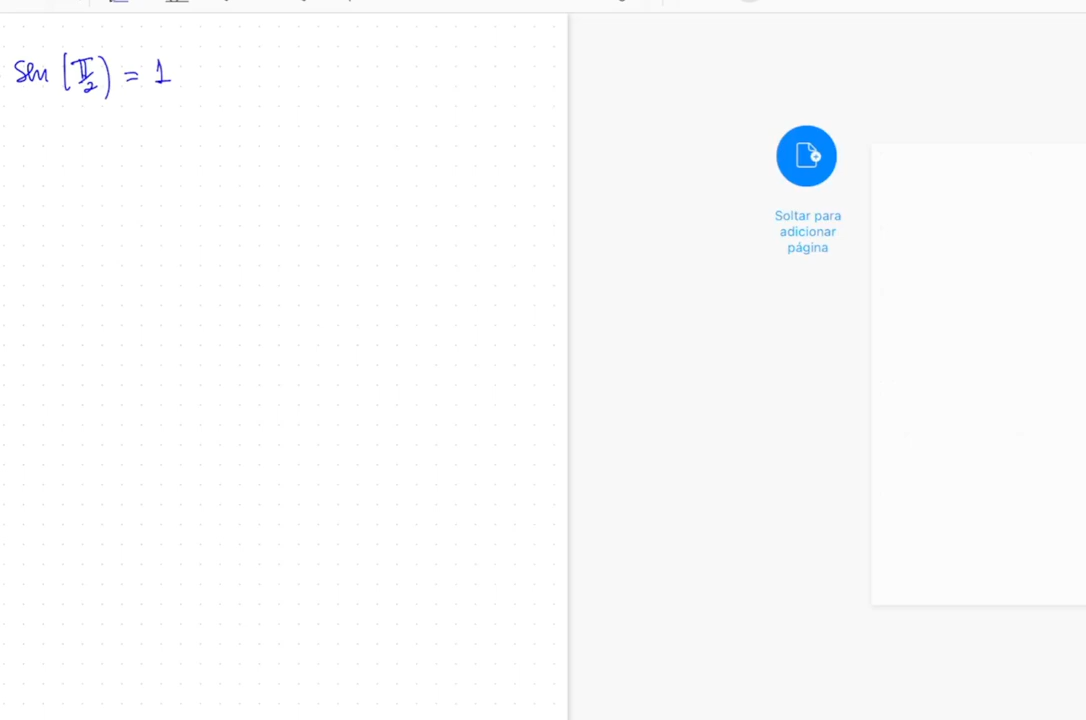 sen (π/2) = 1
Soltar para
adicionar
página